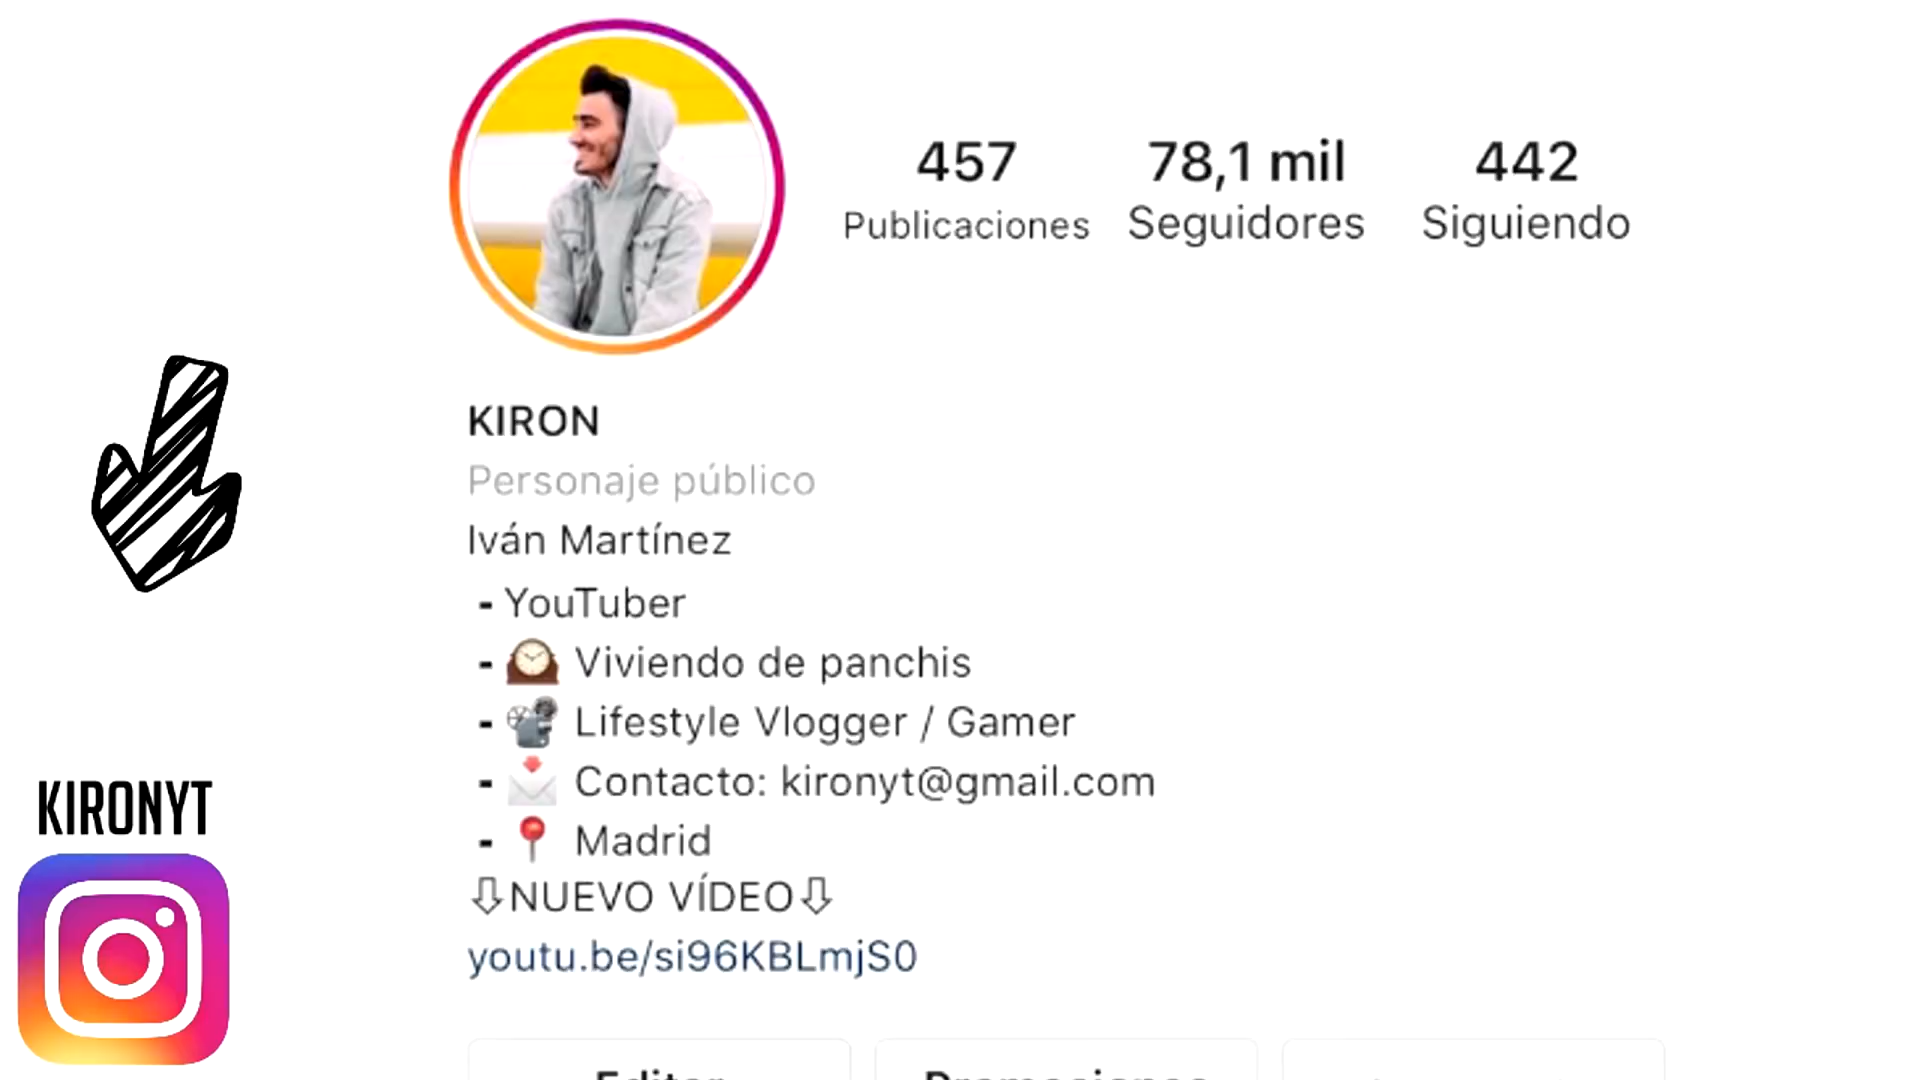 457 78,1 mil 442
Publicaciones Seguidores Siguiendo
KIRON
Personaje público
Iván Martínez
- YouTuber
- 🕰 Viviendo de panchis
- 📽 Lifestyle Vlogger / Gamer
- 📩 Contacto: kironyt@gmail.com
- 📍 Madrid
⇩NUEVO VÍDEO⇩
youtu.be/si96KBLmjS0
KIRONYT
Editar Promociones